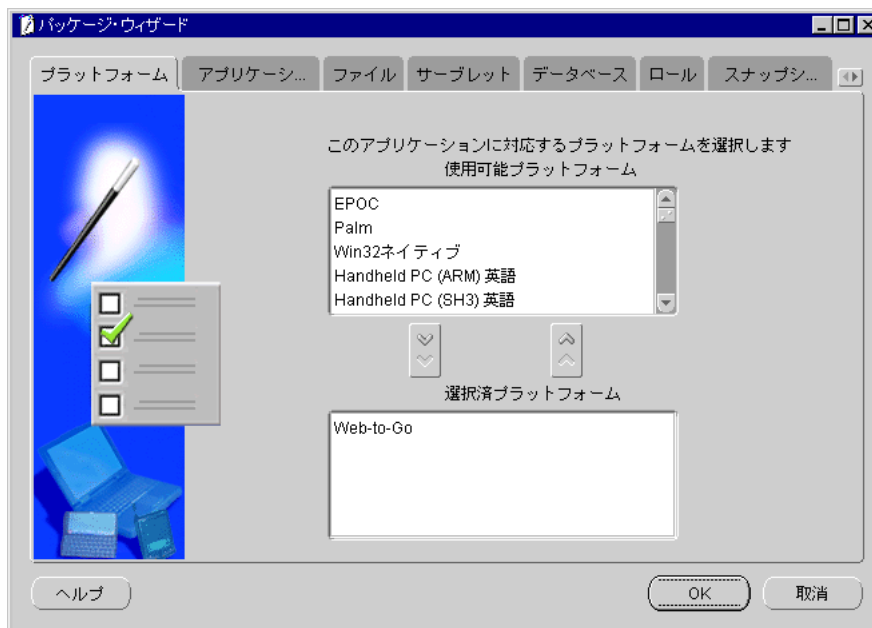 パッケージ・ウィザード
プラットフォーム アプリケーシ... ファイル サーブレット データベース ロール スナップシ...
このアプリケーションに対応するプラットフォームを選択します
使用可能プラットフォーム
EPOC
Palm
Win32ネイティブ
Handheld PC (ARM) 英語
Handheld PC (SH3) 英語
選択済プラットフォーム
Web-to-Go
ヘルプ OK 取消